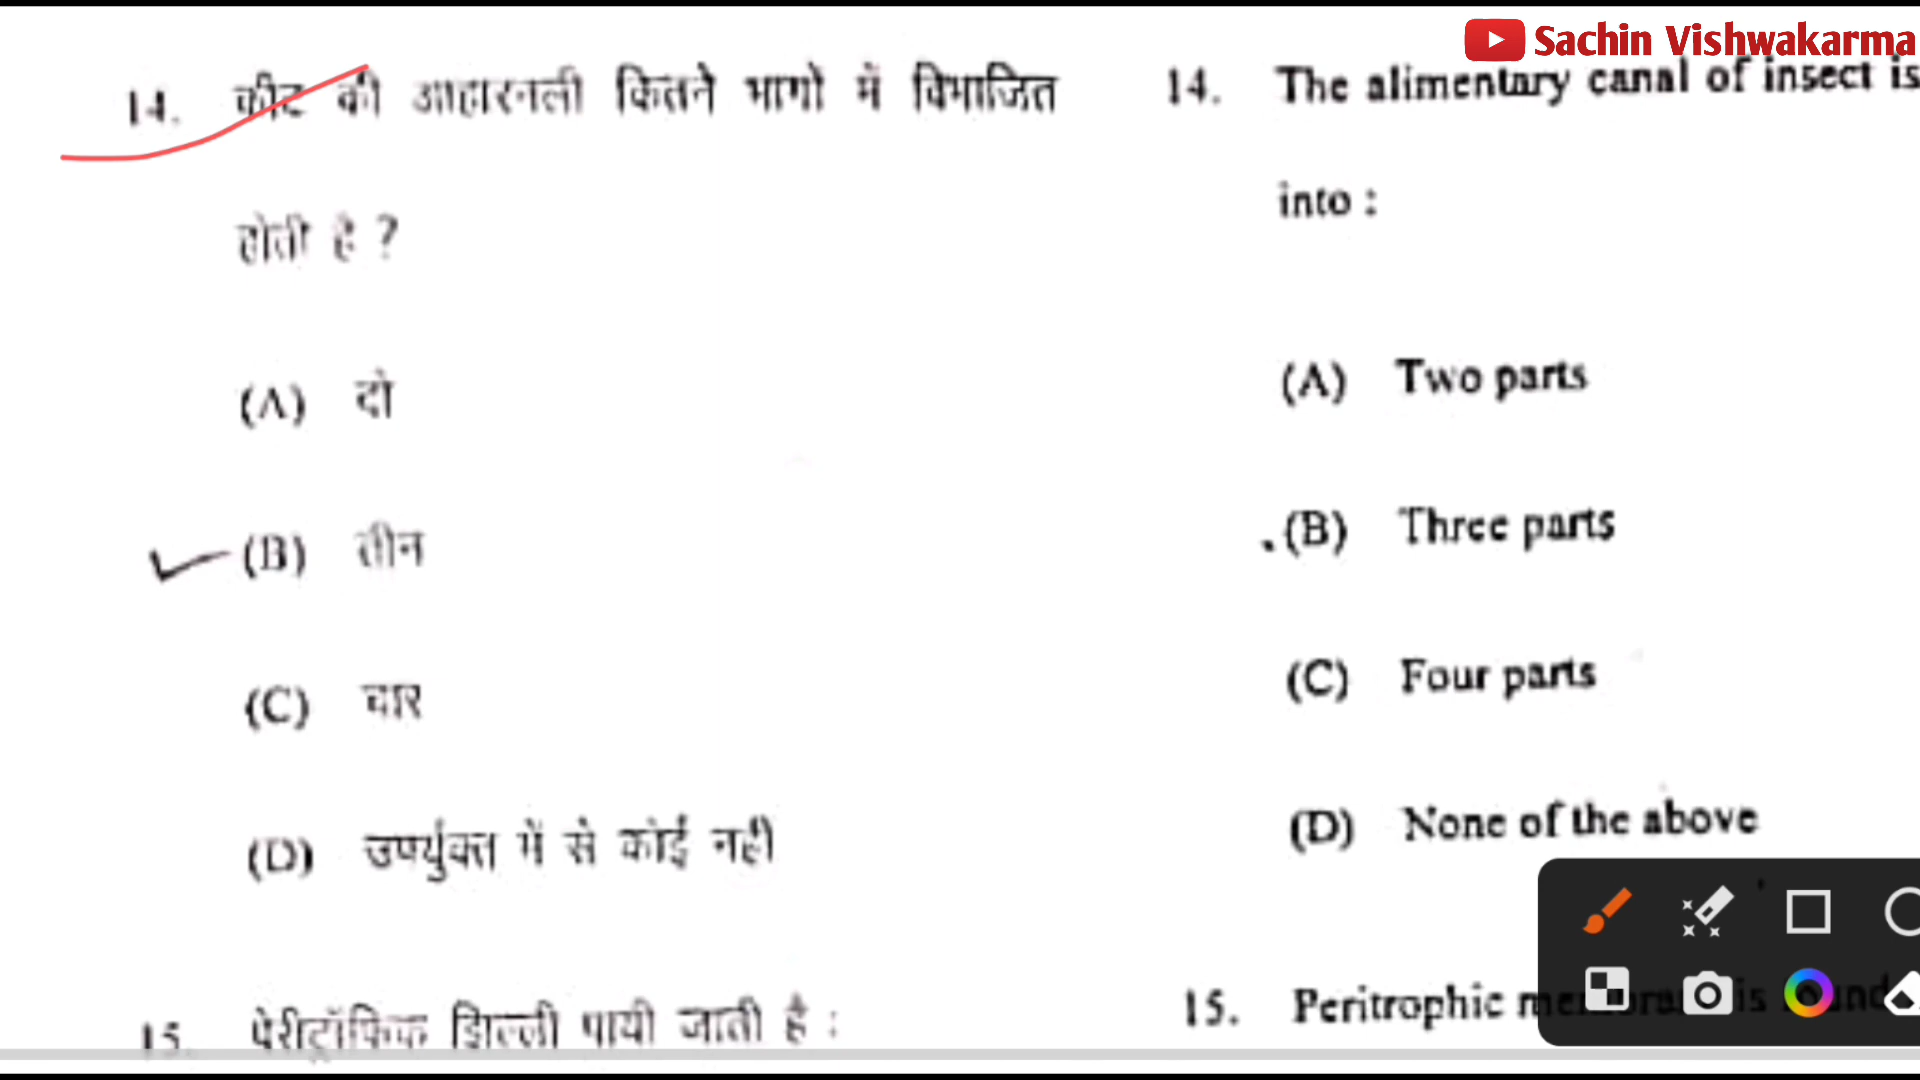 Sachin Vishwakarma
14. कीट की आहारनली कितने भागों में विभाजित
होती है ?
(A) दो
(B) तीन
(C) चार
(D) उपर्युक्त में से कोई नहीं
15. पेरीट्रॉफिक झिल्ली पायी जाती है :
14. The alimentary canal of insect is
into :
(A) Two parts
(B) Three parts
(C) Four parts
(D) None of the above
15. Peritrophic is